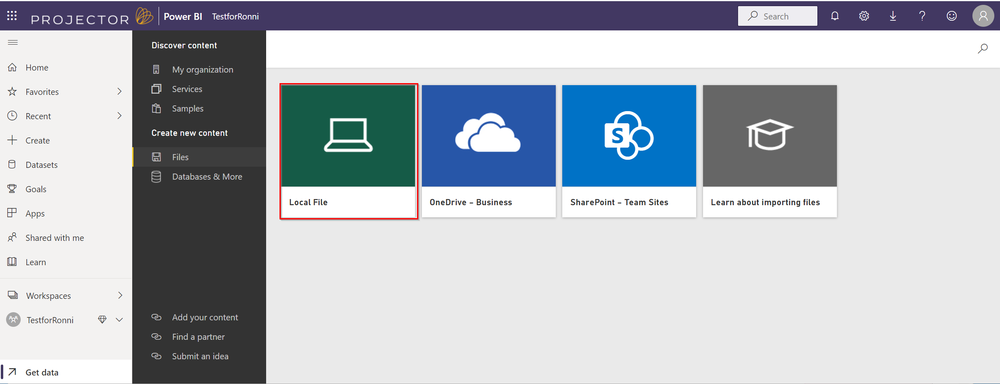 PROJECTOR Power BI TestforRonni Search
Home
Favorites
Recent
Create
Datasets
Goals
Apps
Shared with me
Learn
Workspaces
TestforRonni
Get data
Discover content
My organization
Services
Samples
Create new content
Files
Databases & More
Add your content
Find a partner
Submit an idea
S
Local File
OneDrive – Business
SharePoint – Team Sites
Learn about importing files